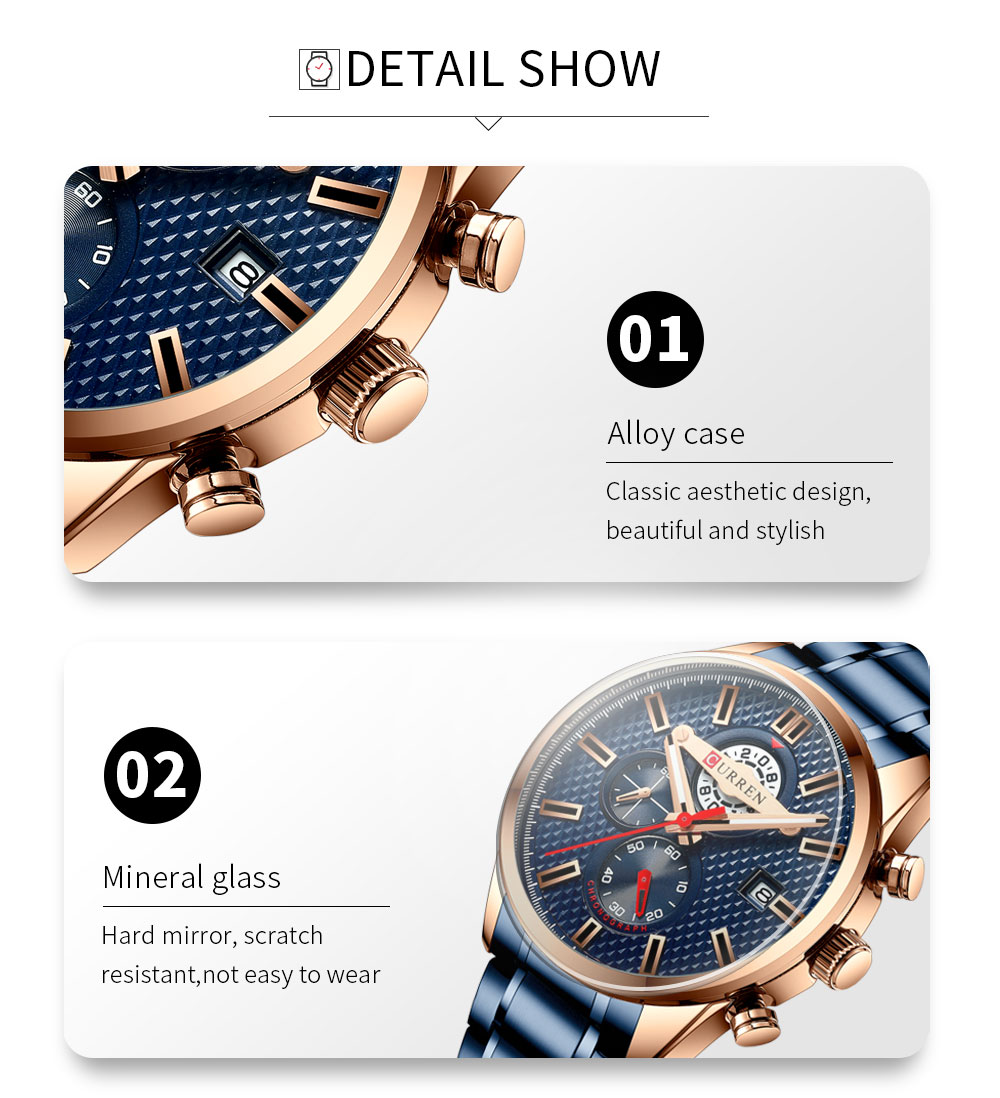 DETAIL SHOW
60
10
8
01
Alloy case
Classic aesthetic design,
beautiful and stylish
02
Mineral glass
Hard mirror, scratch
resistant,not easy to wear
CURREN
50
60
40
10
30
20
CHRONOGRAPH
8